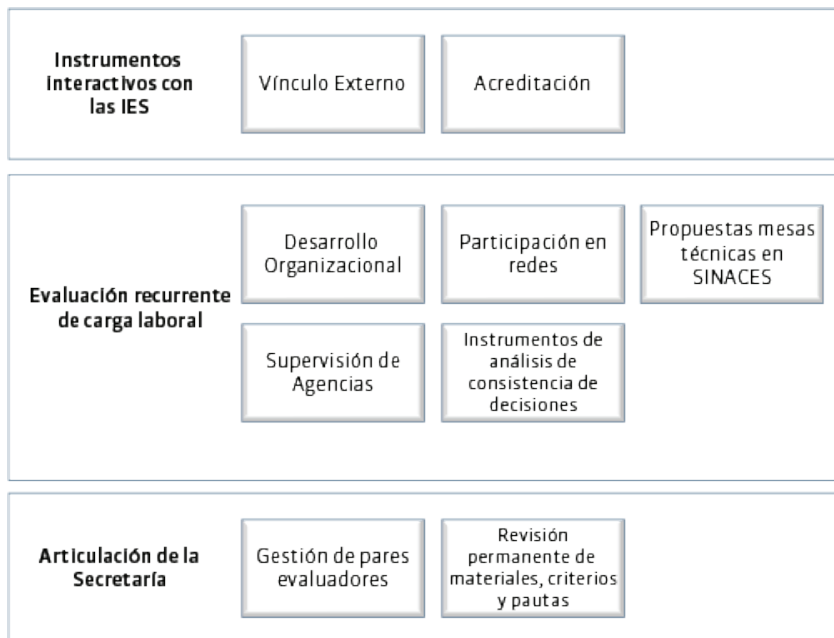 Instrumentos
interactivos con
las IES
Vínculo Externo
Acreditación
Evaluación recurrente
de carga laboral
Desarrollo
Organizacional
Participación en
redes
Propuestas mesas
técnicas en
SINACES
Supervisión de
Agencias
Instrumentos de
análisis de
consistencia de
decisiones
Articulación de la
Secretaría
Gestión de pares
evaluadores
Revisión
permanente de
materiales, criterios
y pautas